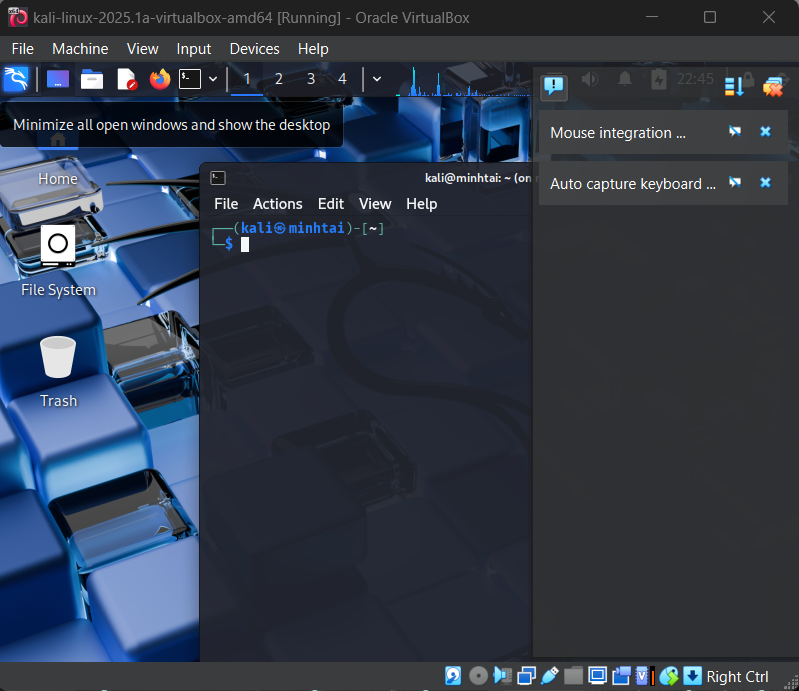 kali-linux-2025.1a-virtualbox-amd64 [Running] - Oracle VirtualBox
File Machine View Input Devices Help
1 2 3 4 22:45
Minimize all open windows and show the desktop
Mouse integration ...
Auto capture keyboard ...
Home
File System
Trash
kali@minhtai: ~ (on
File Actions Edit View Help
┌──(kali㉿minhtai)-[~]
└─$
Right Ctrl